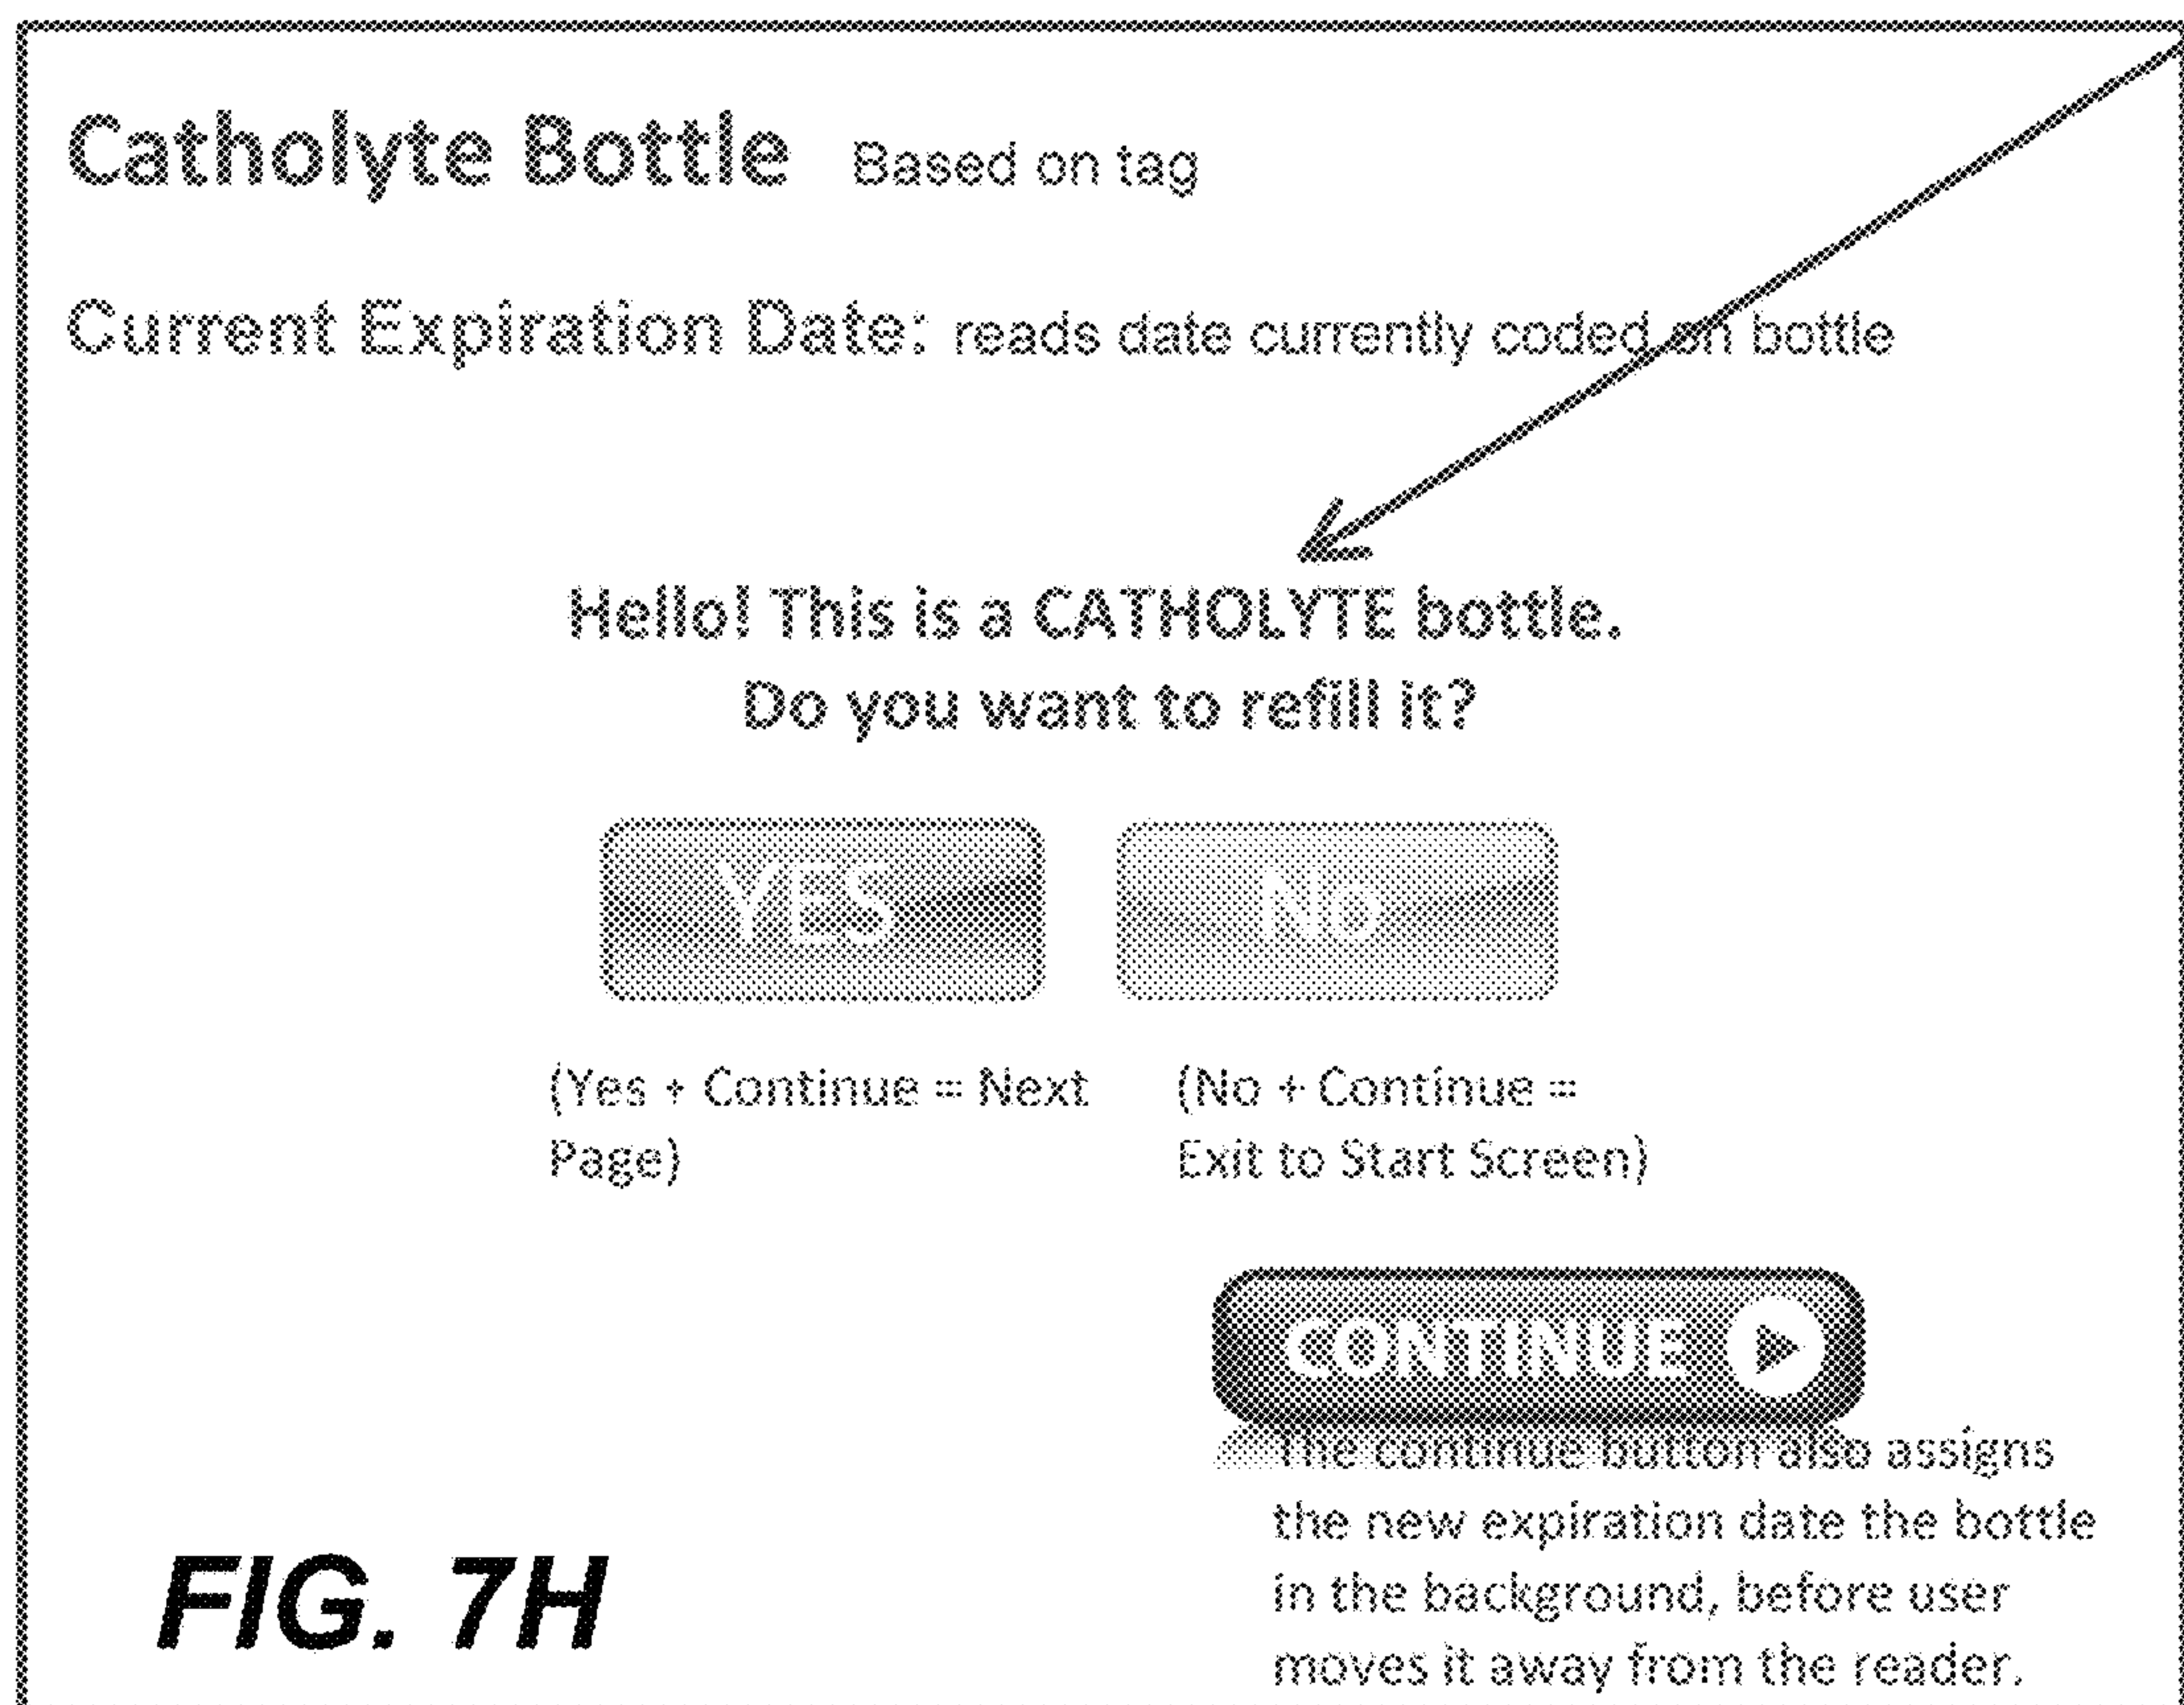 Catholyte Bottle Based on tag
Current Expiration Date: reads date currently coded on bottle
Hello! This is a CATHOLYTE bottle.
Do you want to refill it?
YES No
(Yes + Continue = Next
Page)
(No + Continue =
Exit to Start Screen)
CONTINUE
The continue button also assigns
the new expiration date the bottle
in the background, before user
moves it away from the reader.
FIG. 7H